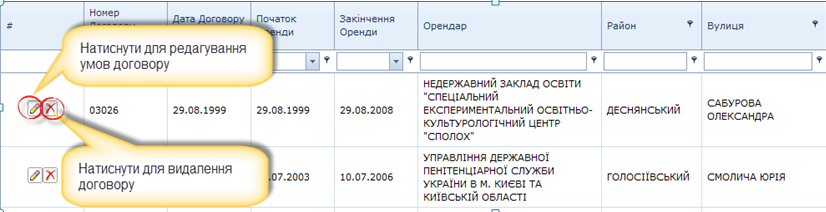 #
Номер
Договору
Дата Договору
Початок
Оренди
Закінчення
Оренди
Орендар
Район
Вулиця
Натиснути для редагування
умов договору
03026
29.08.1999
29.08.1999
29.08.2008
НЕДЕРЖАВНИЙ ЗАКЛАД ОСВІТИ
"СПЕЦІАЛЬНИЙ
ЕКСПЕРИМЕНТАЛЬНИЙ ОСВІТНЬО-
КУЛЬТУРОЛОГІЧНИЙ ЦЕНТР
"СПОЛОХ"
ДЕСНЯНСЬКИЙ
САБУРОВА
ОЛЕКСАНДРА
Натиснути для видалення
договору
.07.2003
10.07.2006
УПРАВЛІННЯ ДЕРЖАВНОЇ
ПЕНІТЕНЦІАРНОЇ СЛУЖБИ
УКРАЇНИ В М. КИЄВІ ТА
КИЇВСЬКІЙ ОБЛАСТІ
ГОЛОСІЇВСЬКИЙ
СМОЛИЧА ЮРІЯ